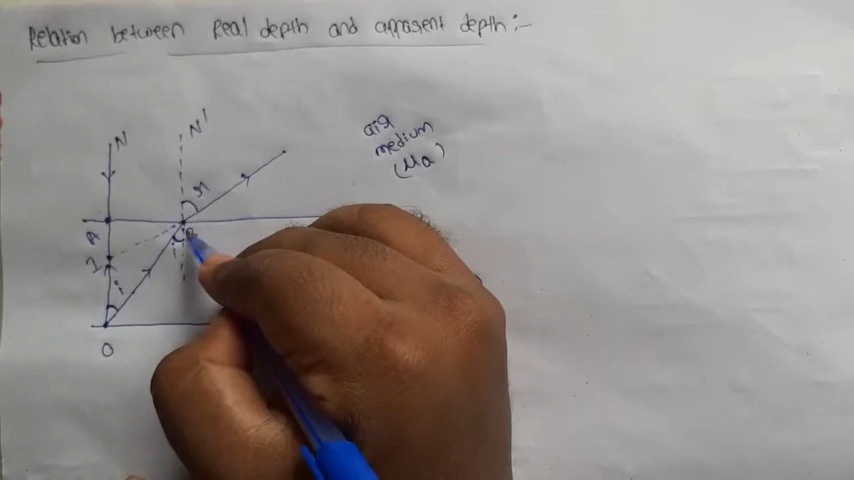 Relation between Real depth and apparent depth :-
N
N'
air
medium
(μa)
r
A
B
I
i
O